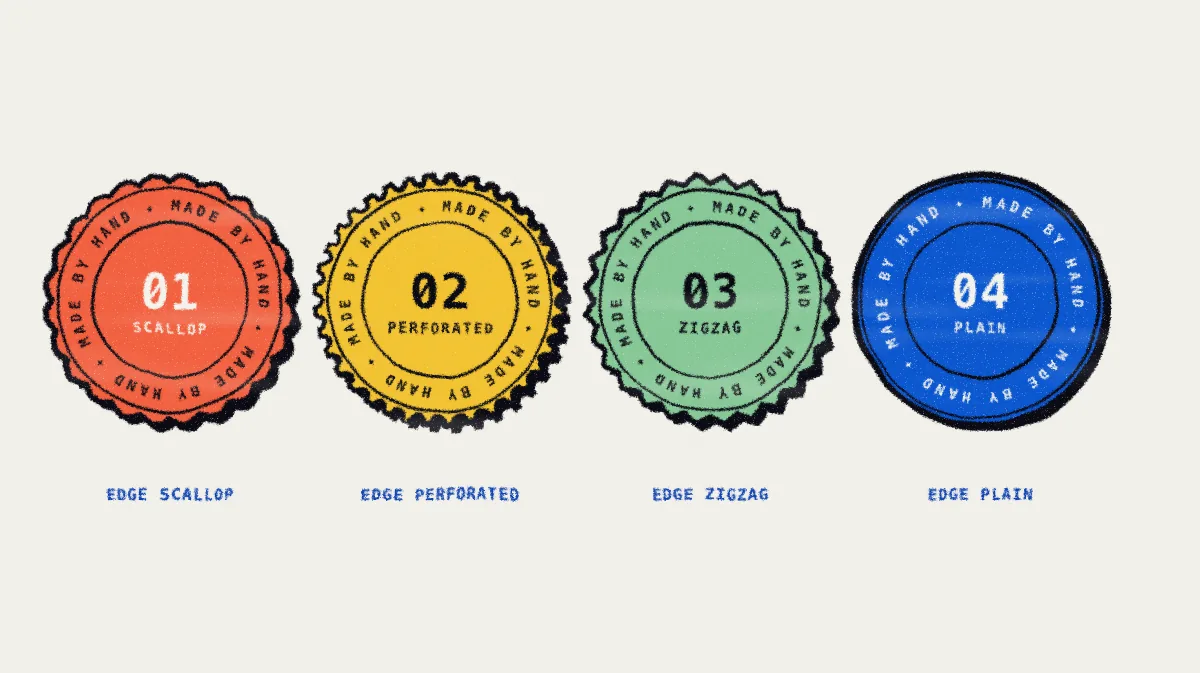 MADE BY HAND • MADE BY HAND • MADE BY HAND •
01
SCALLOP
MADE BY HAND • MADE BY HAND • MADE BY HAND •
02
PERFORATED
MADE BY HAND • MADE BY HAND • MADE BY HAND •
03
ZIGZAG
MADE BY HAND • MADE BY HAND • MADE BY HAND •
04
PLAIN
EDGE SCALLOP
EDGE PERFORATED
EDGE ZIGZAG
EDGE PLAIN